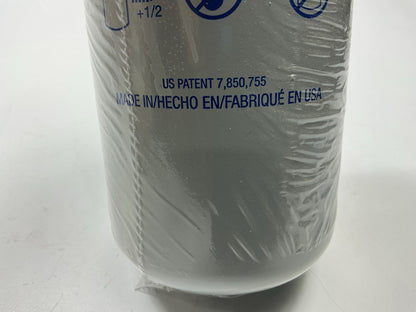 +1/2
US PATENT 7,850,755
MADE IN/HECHO EN/FABRIQUÉ EN USA